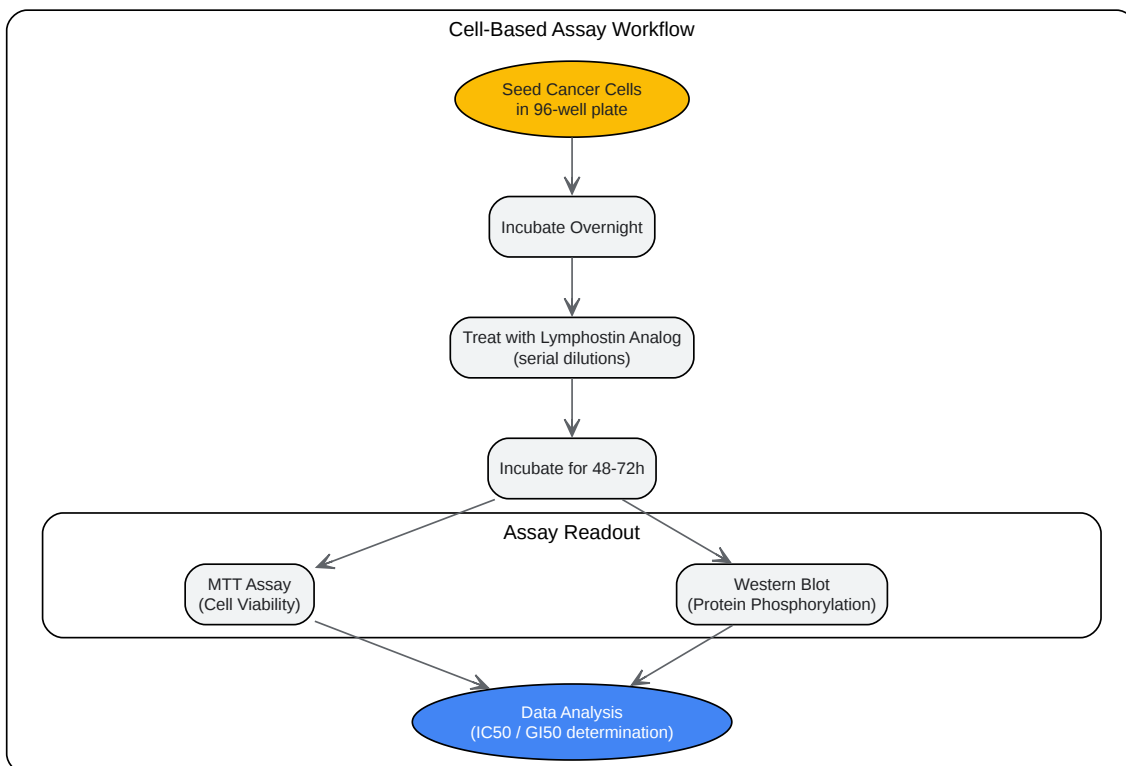 Cell-Based Assay Workflow
Seed Cancer Cells
in 96-well plate
Incubate Overnight
Treat with Lymphostin Analog
(serial dilutions)
Incubate for 48-72h
Assay Readout
MTT Assay
(Cell Viability)
Western Blot
(Protein Phosphorylation)
Data Analysis
(IC50 / GI50 determination)